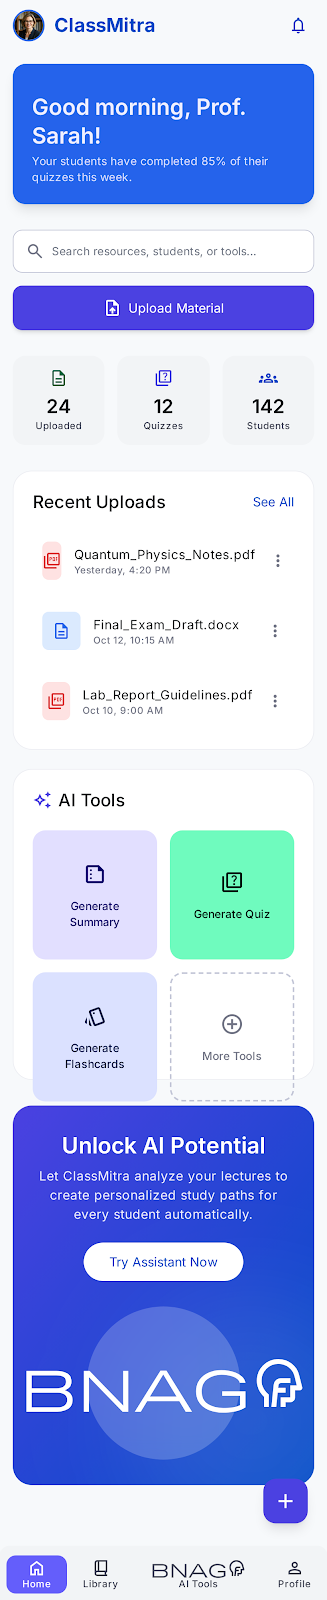 ClassMitra
Good morning, Prof.
Sarah!
Your students have completed 85% of their
quizzes this week.
Search resources, students, or tools...
Upload Material
24
Uploaded
12
Quizzes
142
Students
Recent Uploads
See All
PDF
Quantum_Physics_Notes.pdf
Yesterday, 4:20 PM
Final_Exam_Draft.docx
Oct 12, 10:15 AM
PDF
Lab_Report_Guidelines.pdf
Oct 10, 9:00 AM
AI Tools
Generate
Summary
Generate Quiz
Generate
Flashcards
More Tools
Unlock AI Potential
Let ClassMitra analyze your lectures to
create personalized study paths for
every student automatically.
Try Assistant Now
BNAG
Home
Library
BNAG
AI Tools
Profile